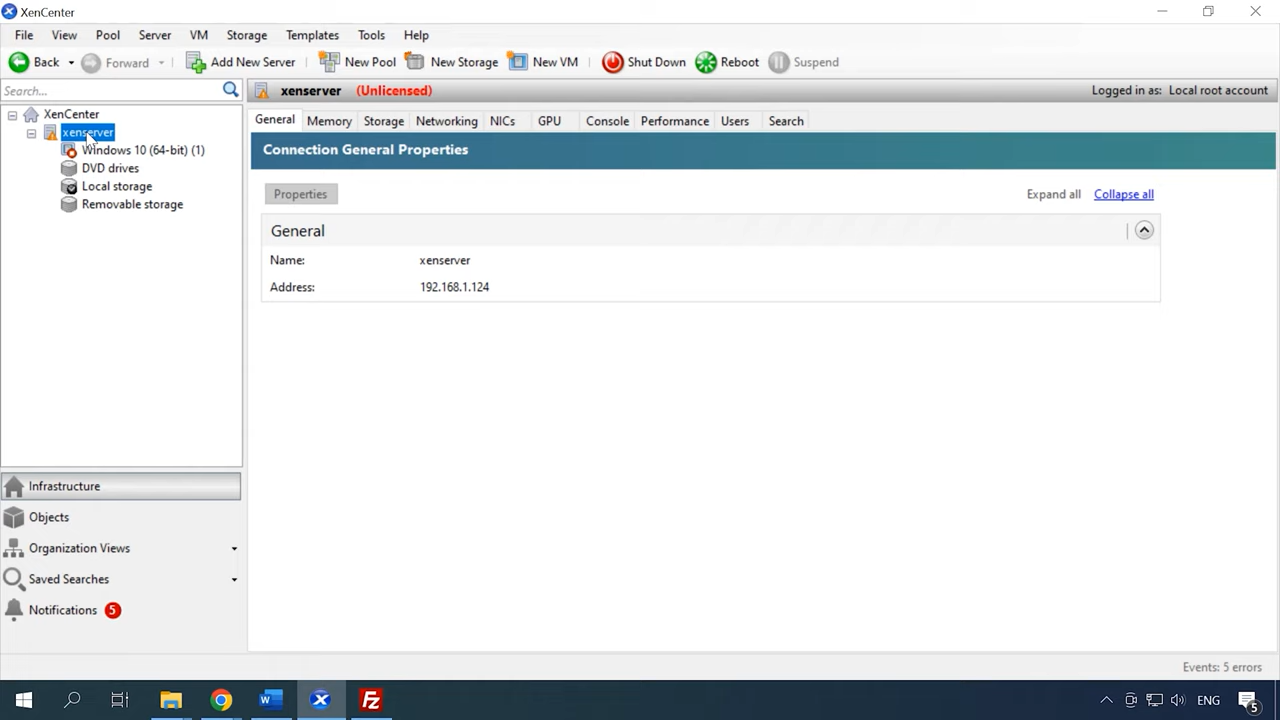 XenCenter
File View Pool Server VM Storage Templates Tools Help
Back Forward Add New Server New Pool New Storage New VM Shut Down Reboot Suspend
Search...
xenserver (Unlicensed) Logged in as: Local root account
XenCenter
xenserver
Windows 10 (64-bit) (1)
DVD drives
Local storage
Removable storage
General Memory Storage Networking NICs GPU Console Performance Users Search
Connection General Properties
Properties Expand all Collapse all
General
Name: xenserver
Address: 192.168.1.124
Infrastructure
Objects
Organization Views
Saved Searches
Notifications 5
Events: 5 errors
W Fz ENG 5